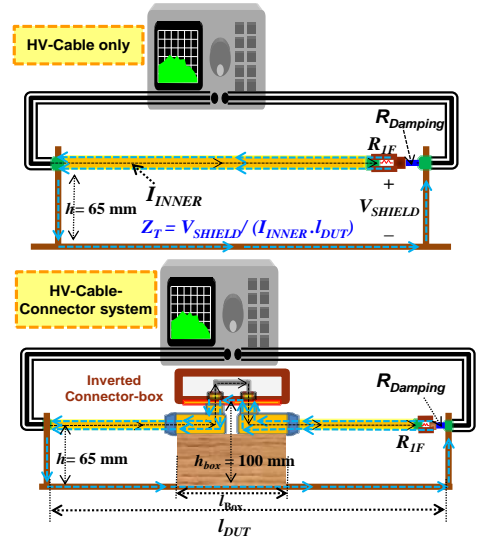 HV-Cable only
R_Damping
R_1F
I_INNER
h= 65 mm
+
V_SHIELD
Z_T = V_SHIELD/ (I_INNER.l_DUT)
−
HV-Cable-
Connector system
Inverted
Connector-box
R_Damping
R_1F
h= 65 mm
h_box = 100 mm
l_Box
l_DUT